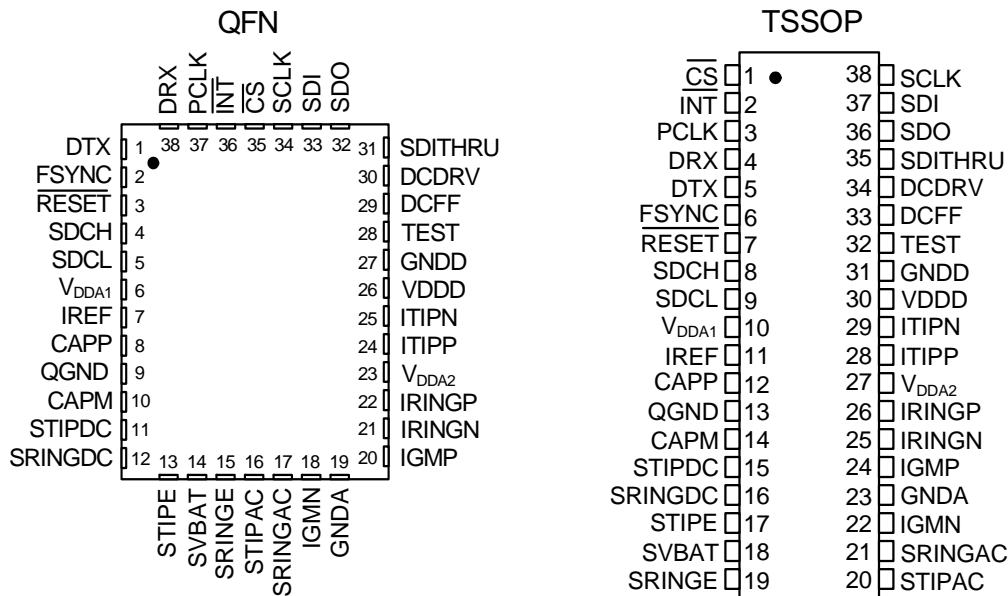 QFN
DRX
PCLK
INT
CS
SCLK
SDI
SDO
38 37 36 35 34 33 32
DTX 1
FSYNC 2
RESET 3
SDCH 4
SDCL 5
VDDA1 6
IREF 7
CAPP 8
QGND 9
CAPM 10
STIPDC 11
SRINGDC 12
31 SDITHRU
30 DCDRV
29 DCFF
28 TEST
27 GNDD
26 VDDD
25 ITIPN
24 ITIPP
23 VDDA2
22 IRINGP
21 IRINGN
20 IGMP
13 14 15 16 17 18 19
STIPE
SVBAT
SRINGE
STIPAC
SRINGAC
IGMN
GNDA
TSSOP
CS 1
INT 2
PCLK 3
DRX 4
DTX 5
FSYNC 6
RESET 7
SDCH 8
SDCL 9
VDDA1 10
IREF 11
CAPP 12
QGND 13
CAPM 14
STIPDC 15
SRINGDC 16
STIPE 17
SVBAT 18
SRINGE 19
38 SCLK
37 SDI
36 SDO
35 SDITHRU
34 DCDRV
33 DCFF
32 TEST
31 GNDD
30 VDDD
29 ITIPN
28 ITIPP
27 VDDA2
26 IRINGP
25 IRINGN
24 IGMP
23 GNDA
22 IGMN
21 SRINGAC
20 STIPAC